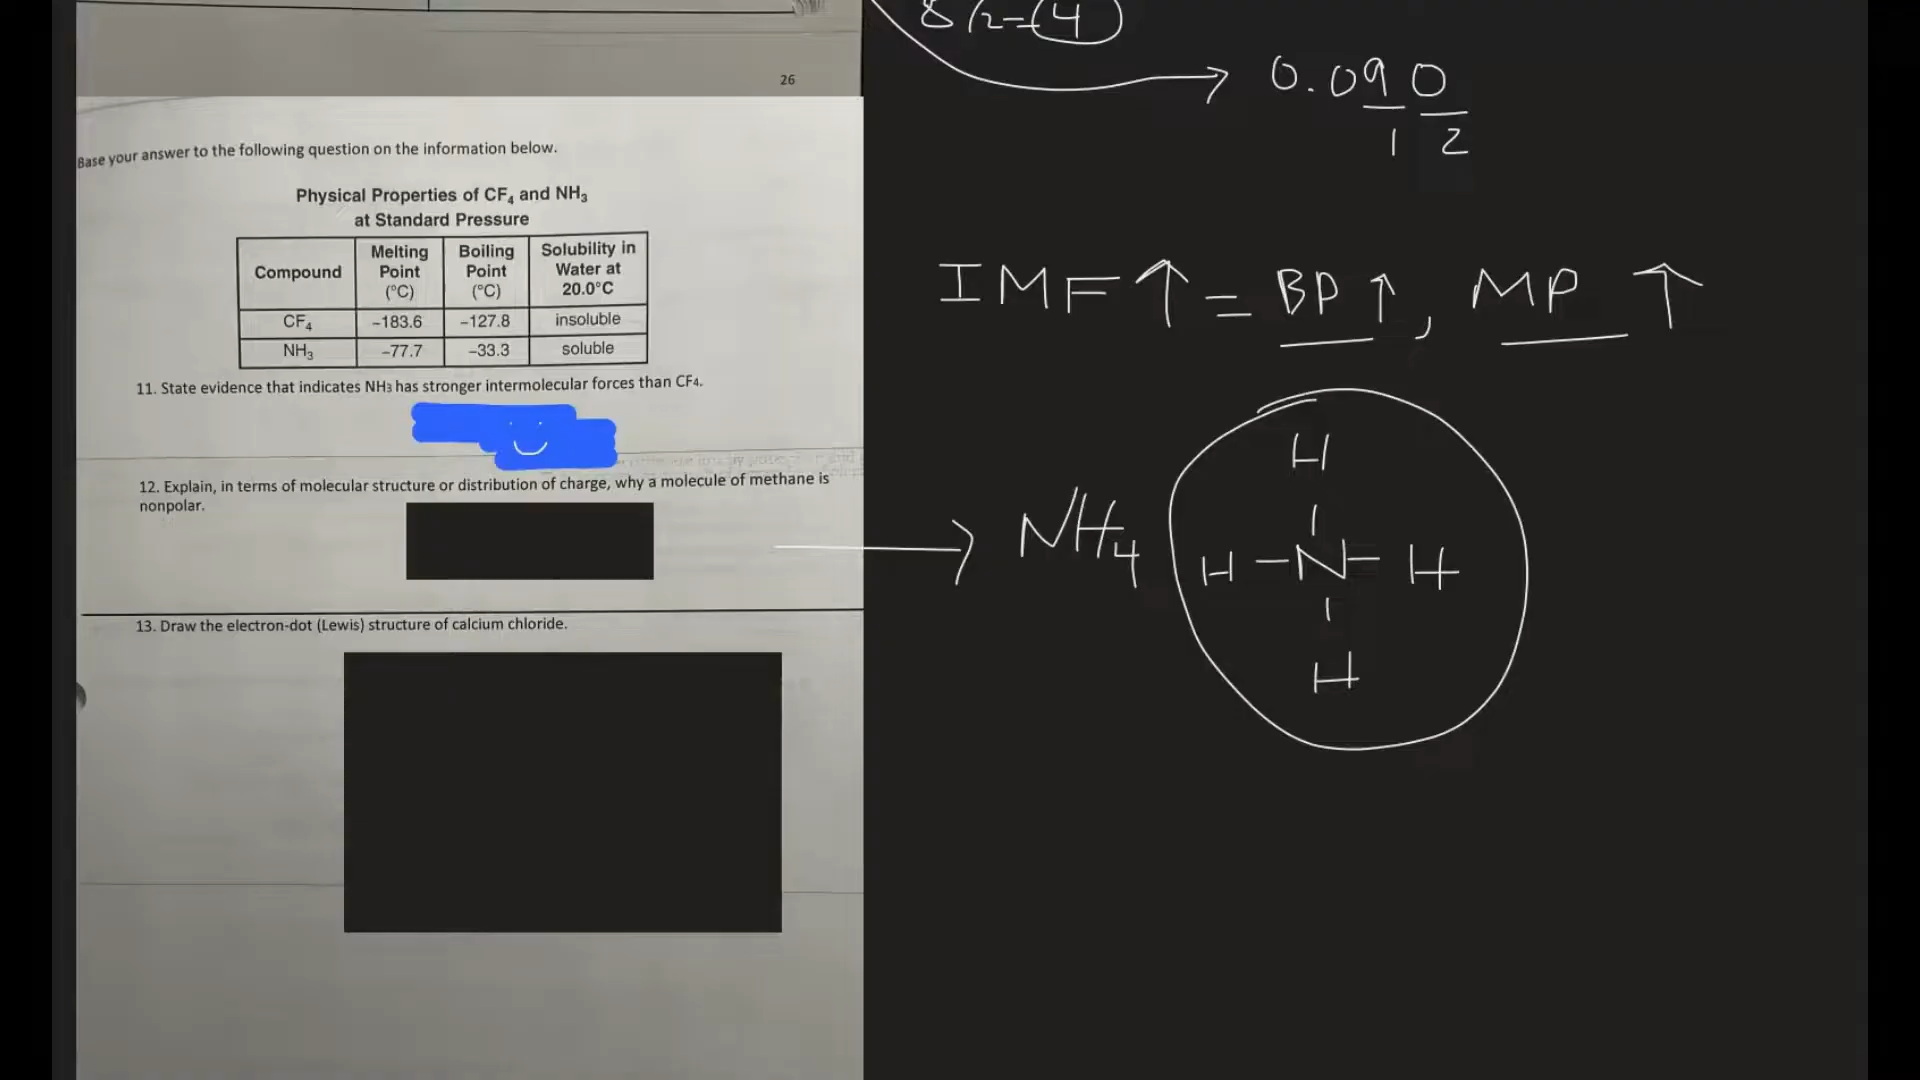 8/2=4
0.090
1 2
26
Base your answer to the following question on the information below.
Physical Properties of CF4 and NH3
at Standard Pressure
Compound Melting Point (°C) Boiling Point (°C) Solubility in Water at 20.0°C
CF4 -183.6 -127.8 insoluble
NH3 -77.7 -33.3 soluble
11. State evidence that indicates NH3 has stronger intermolecular forces than CF4.
12. Explain, in terms of molecular structure or distribution of charge, why a molecule of methane is
nonpolar.
13. Draw the electron-dot (Lewis) structure of calcium chloride.
IMF↑ = BP↑, MP ↑
NH4
H
H - N - H
H